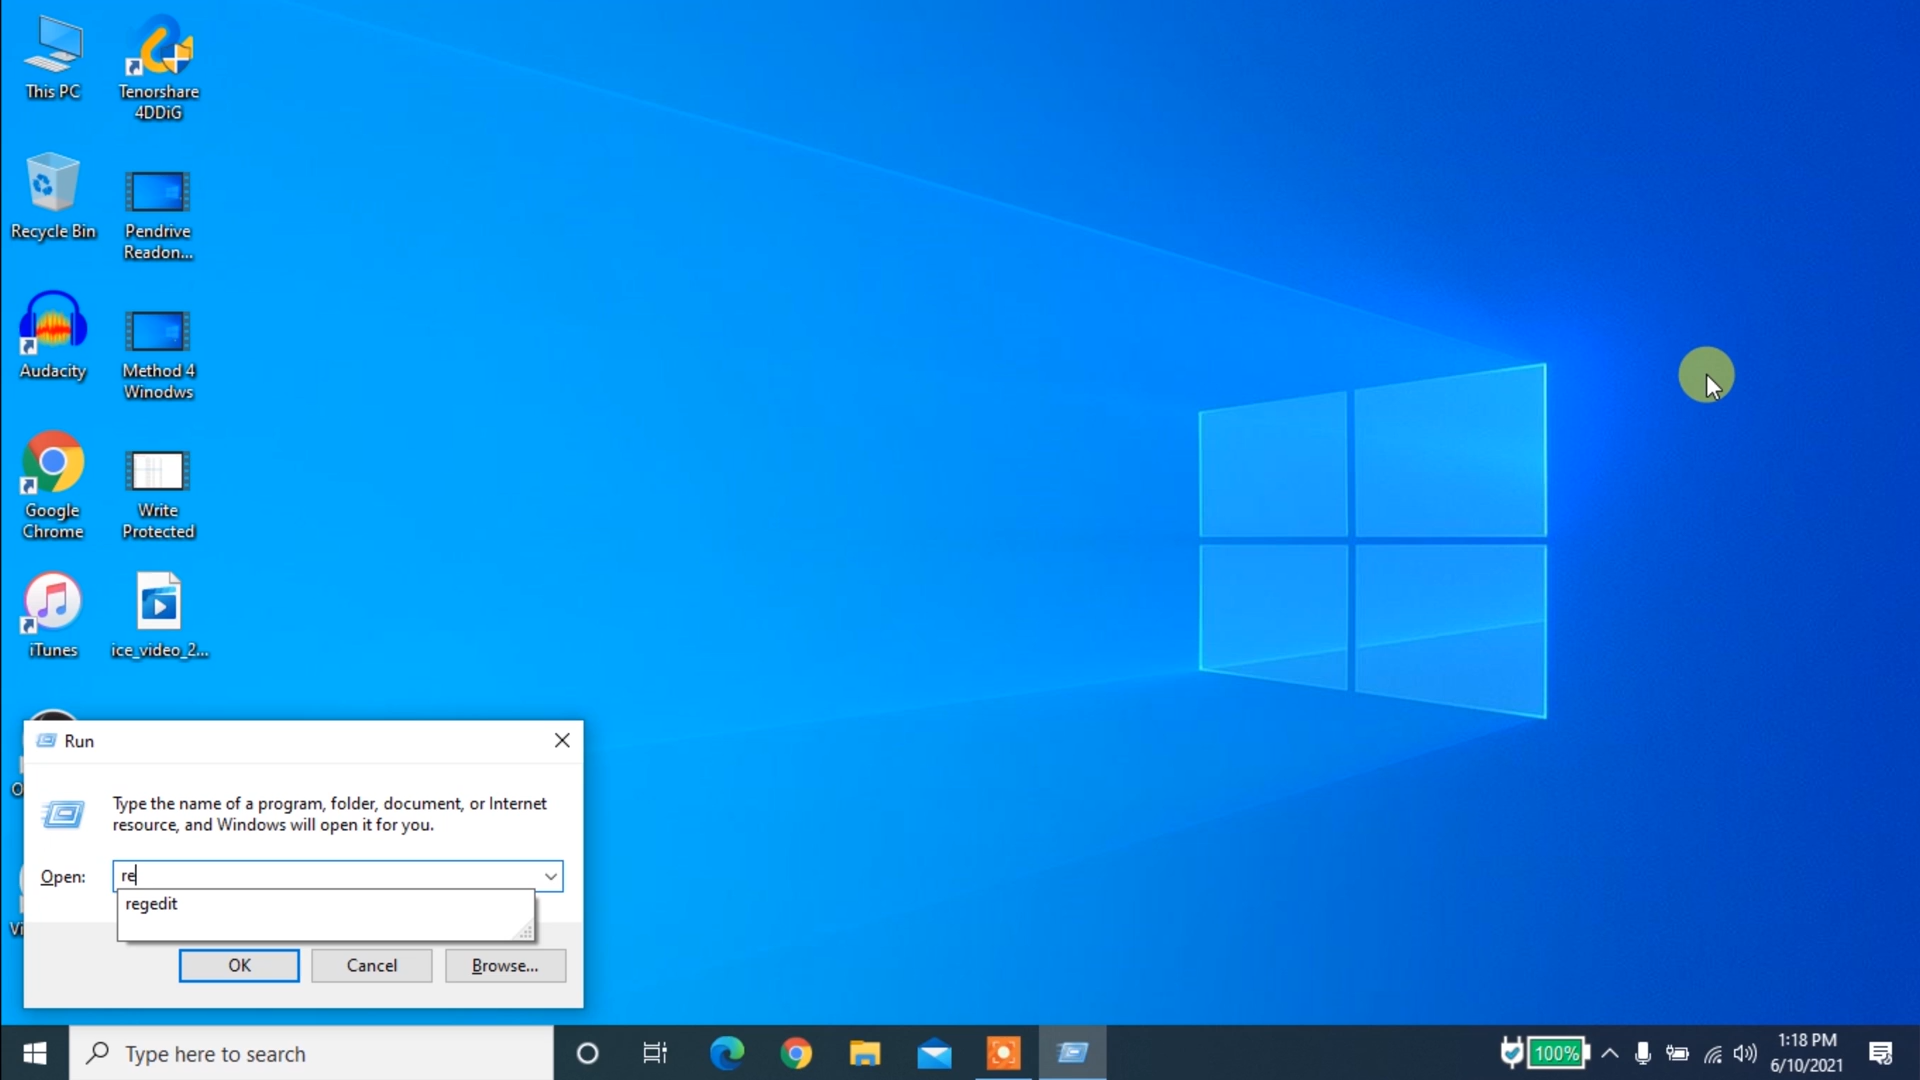 This PC
Tenorshare
4DDiG
Recycle Bin
Pendrive
Readon...
Audacity
Method 4
Winodws
Google
Chrome
Write
Protected
iTunes
ice_video_2...
O
Vi
Run
Type the name of a program, folder, document, or Internet
resource, and Windows will open it for you.
Open:
re
regedit
OK
Cancel
Browse...
Type here to search
100%
1:18 PM
6/10/2021